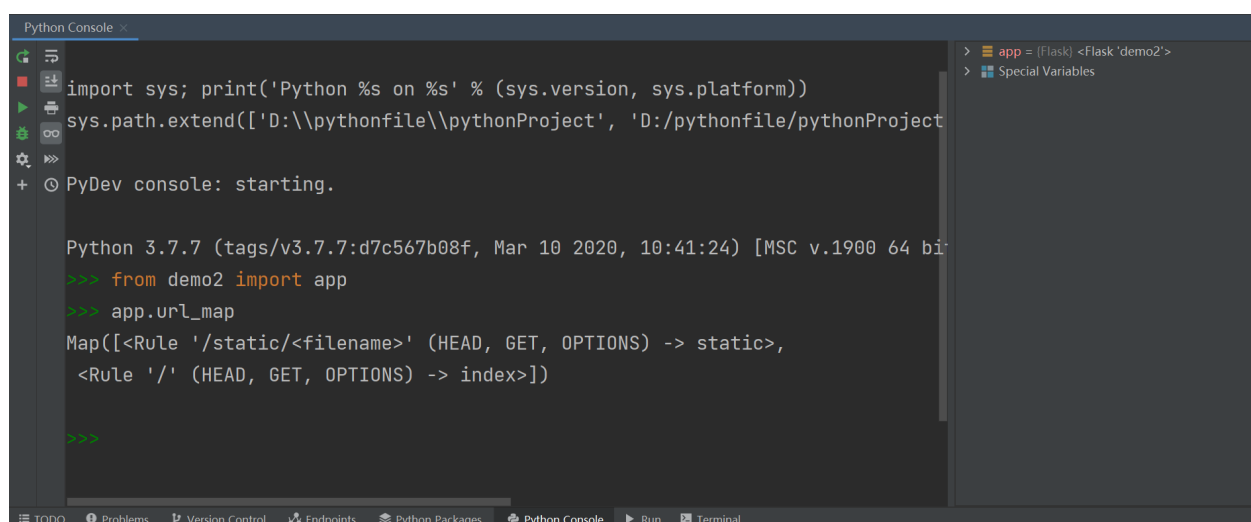 Python Console
import sys; print('Python %s on %s' % (sys.version, sys.platform))
sys.path.extend(['D:\\pythonfile\\pythonProject', 'D:/pythonfile/pythonProject
PyDev console: starting.
Python 3.7.7 (tags/v3.7.7:d7c567b08f, Mar 10 2020, 10:41:24) [MSC v.1900 64 bit
>>> from demo2 import app
>>> app.url_map
Map([<Rule '/static/<filename>' (HEAD, GET, OPTIONS) -> static>,
 <Rule '/' (HEAD, GET, OPTIONS) -> index>])
>>>
app = {Flask} <Flask 'demo2'>
Special Variables
TODO Problems Version Control Endpoints Python Packages Python Console Run Terminal